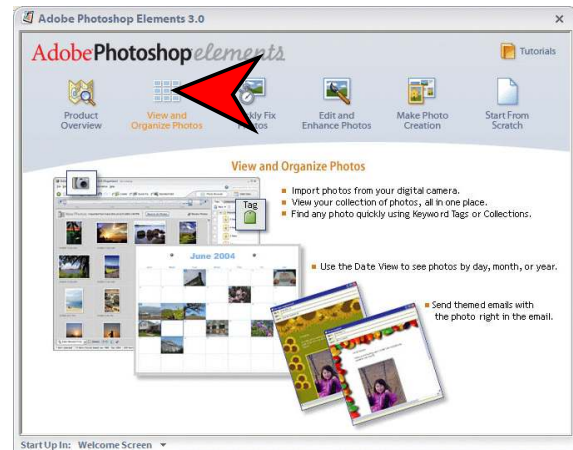 Adobe Photoshop Elements 3.0
Adobe Photoshop elements
Tutorials
Product
Overview
View and
Organize Photos
Fix
Photos
Edit and
Enhance Photos
Make Photo
Creation
Start From
Scratch
View and Organize Photos
Import photos from your digital camera.
View your collection of photos, all in one place.
Find any photo quickly using Keyword Tags or Collections.
Tag
June 2004
Use the Date View to see photos by day, month, or year.
Send themed emails with
the photo right in the email.
Start Up In: Welcome Screen